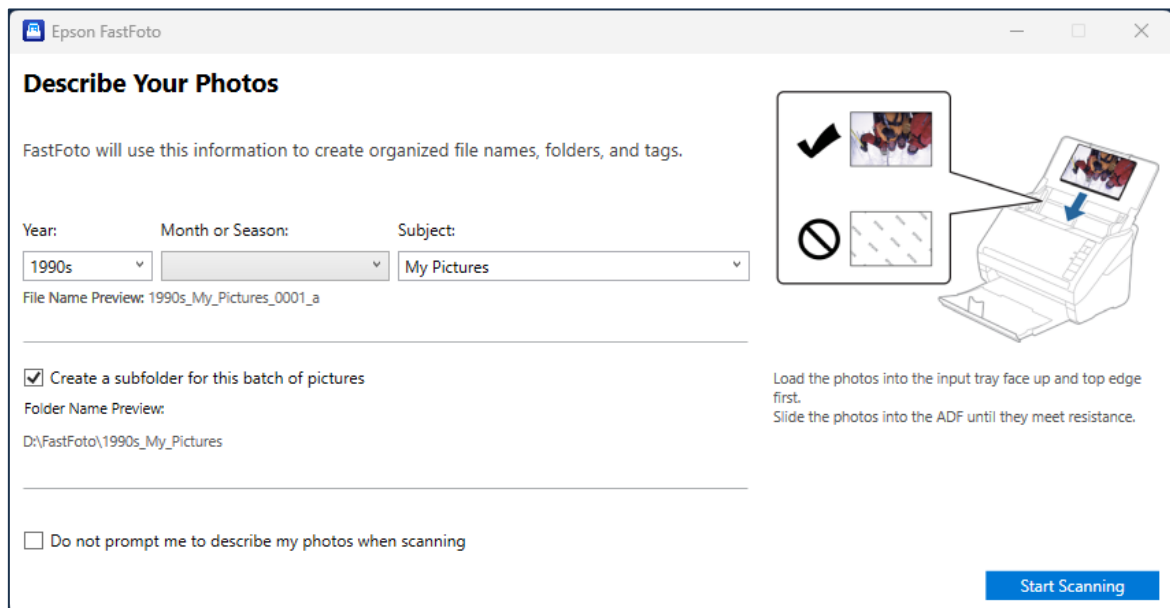 Epson FastFoto
Describe Your Photos
FastFoto will use this information to create organized file names, folders, and tags.
Year: Month or Season: Subject:
1990s My Pictures
File Name Preview: 1990s_My_Pictures_0001_a
Create a subfolder for this batch of pictures
Folder Name Preview:
D:\FastFoto\1990s_My_Pictures
Do not prompt me to describe my photos when scanning
Load the photos into the input tray face up and top edge
first.
Slide the photos into the ADF until they meet resistance.
Start Scanning